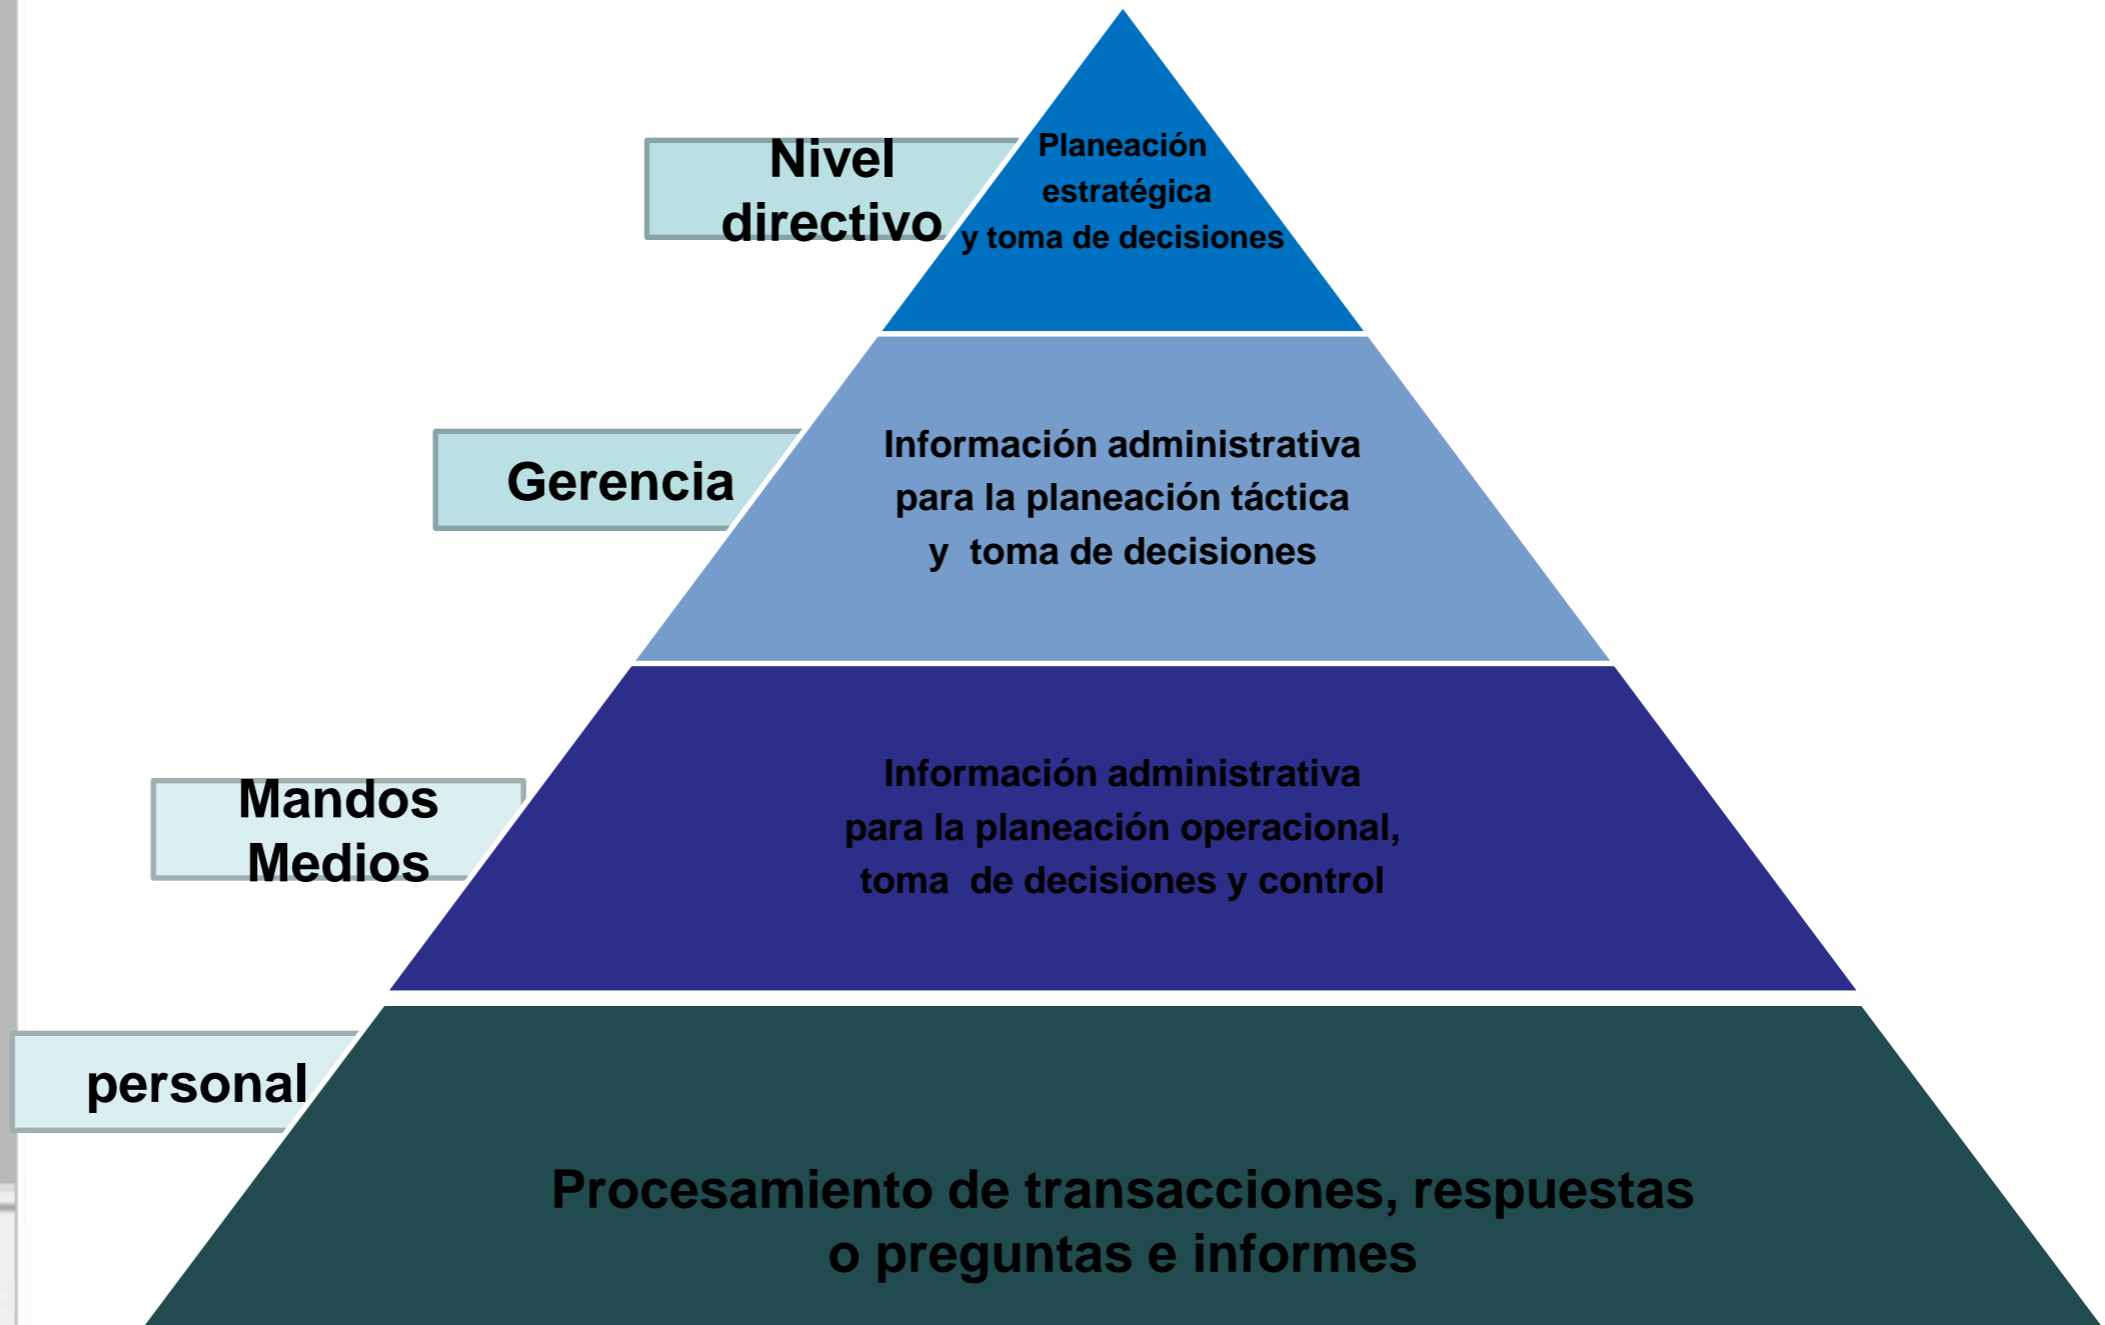 Nivel
directivo
Planeación
estratégica
y toma de decisiones
Gerencia
Información administrativa
para la planeación táctica
y toma de decisiones
Mandos
Medios
Información administrativa
para la planeación operacional,
toma de decisiones y control
personal
Procesamiento de transacciones, respuestas
o preguntas e informes